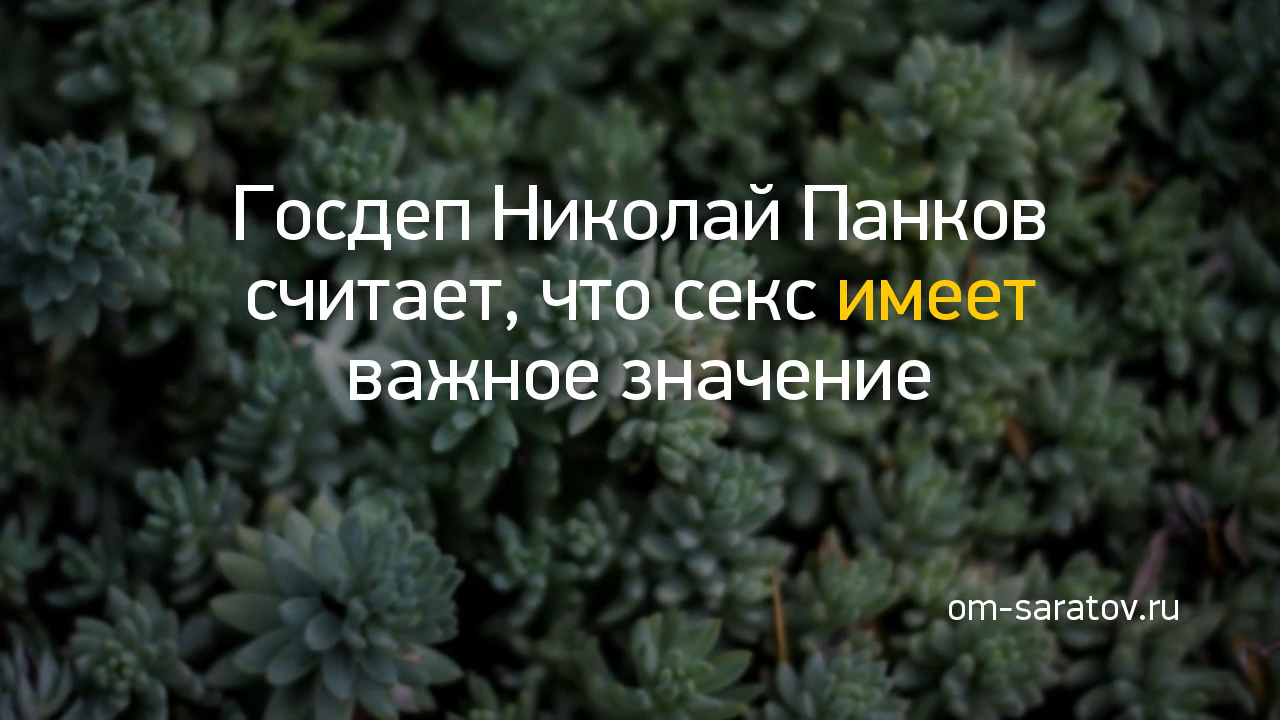 Госдеп Николай Панков
считает, что секс имеет
важное значение
om-saratov.ru